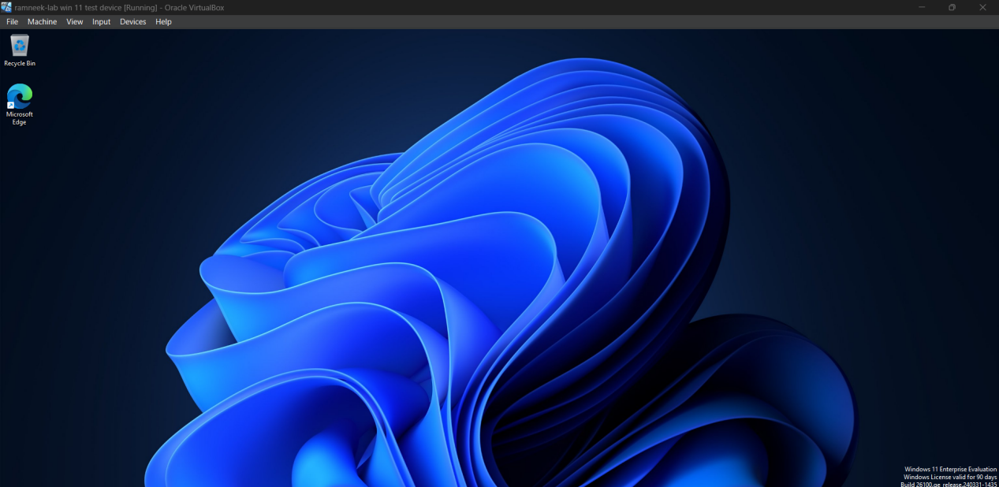 ramneek-lab win 11 test device [Running] - Oracle VirtualBox
File Machine View Input Devices Help
Recycle Bin
Microsoft
Edge
Windows 11 Enterprise Evaluation
Windows License valid for 90 days
Build 26100.ge_release.240331-1435